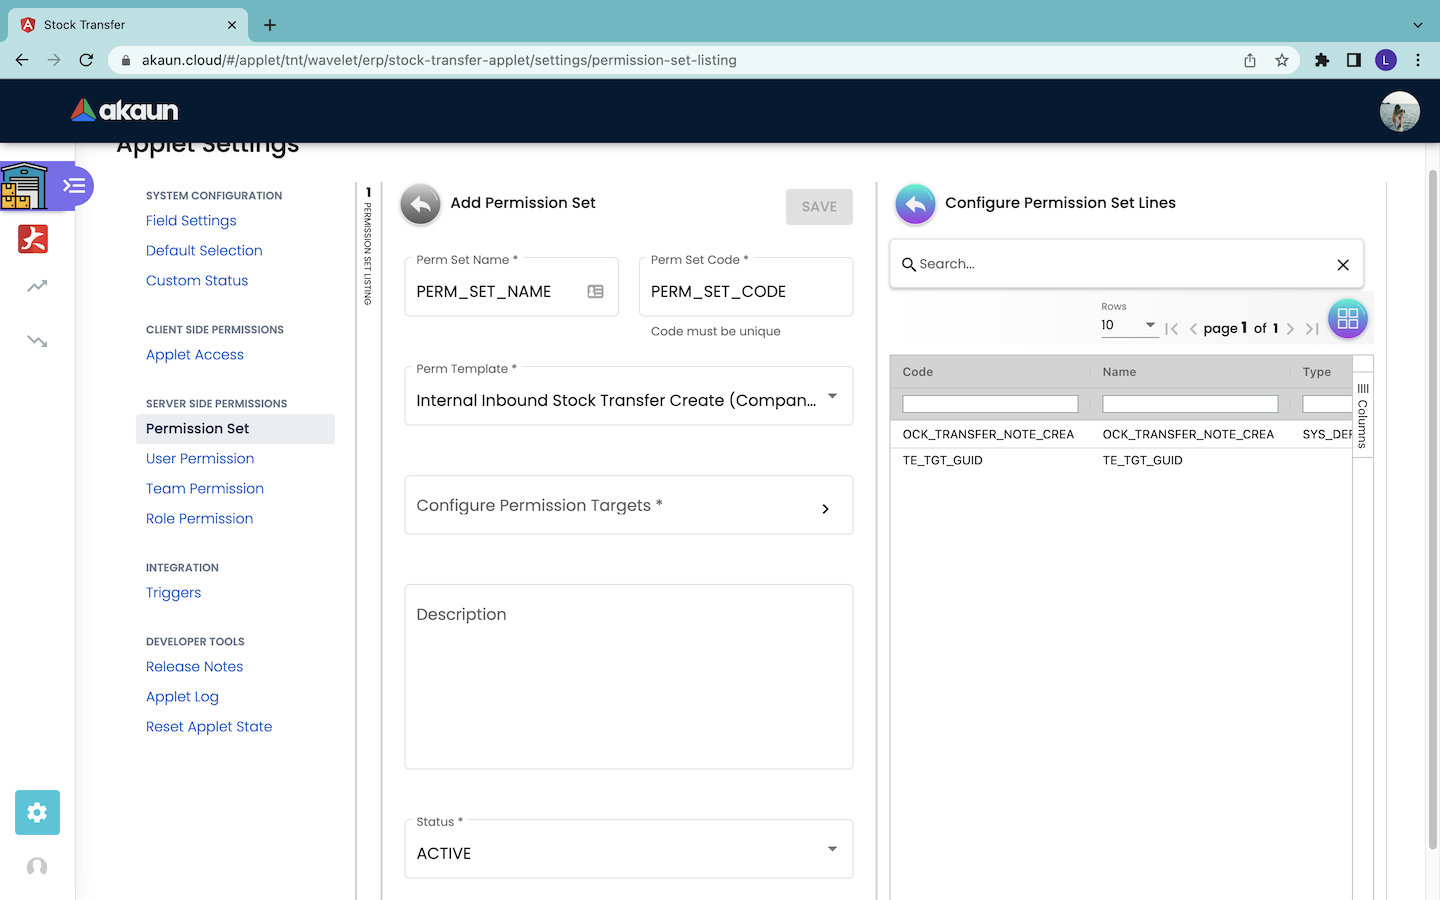 Stock Transfer
akaun.cloud/#/applet/tnt/wavelet/erp/stock-transfer-applet/settings/permission-set-listing
L
akaun
Applet Settings
SYSTEM CONFIGURATION
Field Settings
Default Selection
Custom Status
CLIENT SIDE PERMISSIONS
Applet Access
SERVER SIDE PERMISSIONS
Permission Set
User Permission
Team Permission
Role Permission
INTEGRATION
Triggers
DEVELOPER TOOLS
Release Notes
Applet Log
Reset Applet State
1 PERMISSION SET LISTING
Add Permission Set
SAVE
Perm Set Name *
PERM_SET_NAME
Perm Set Code *
PERM_SET_CODE
Code must be unique
Perm Template *
Internal Inbound Stock Transfer Create (Compan...
Configure Permission Targets *
Description
Status *
ACTIVE
Configure Permission Set Lines
Search...
Rows
10
page 1 of 1
Code Name Type
OCK_TRANSFER_NOTE_CREA OCK_TRANSFER_NOTE_CREA SYS_DEF
TE_TGT_GUID TE_TGT_GUID
Columns